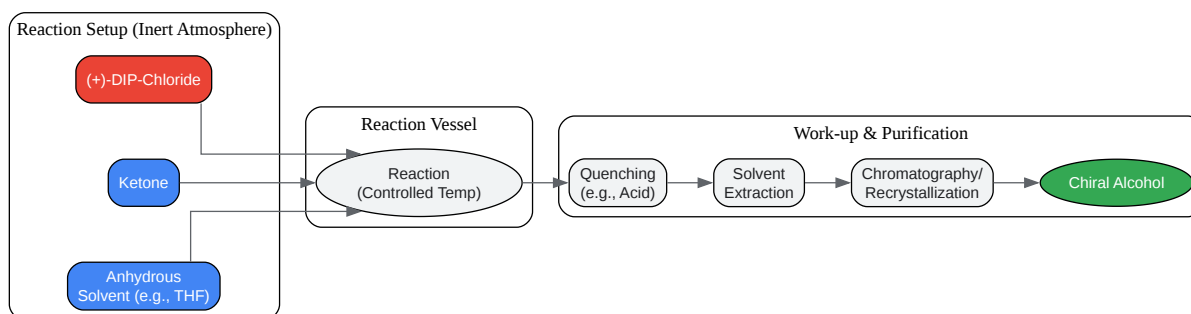 Reaction Setup (Inert Atmosphere)
(+)-DIP-Chloride
Ketone
Anhydrous
Solvent (e.g., THF)
Reaction Vessel
Reaction
(Controlled Temp)
Work-up & Purification
Quenching
(e.g., Acid)
Solvent
Extraction
Chromatography/
Recrystallization
Chiral Alcohol